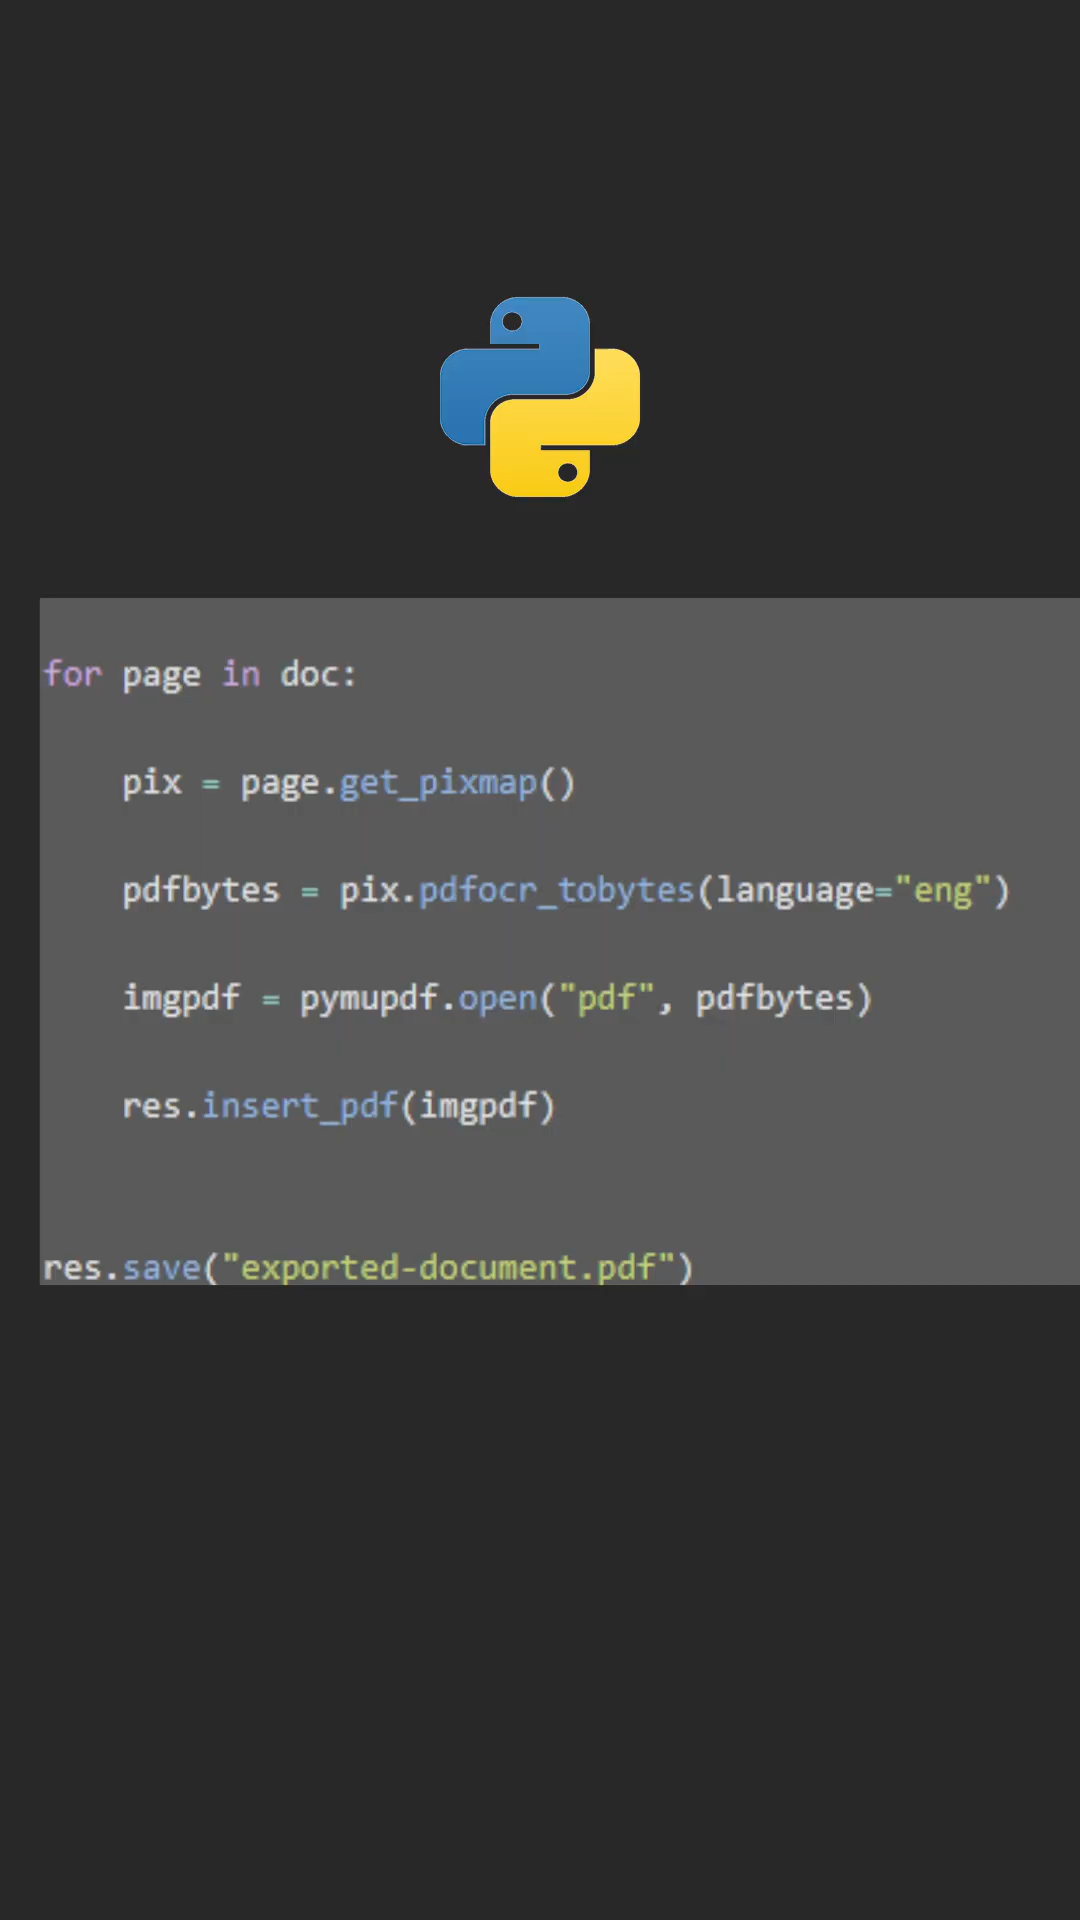 for page in doc:
    pix = page.get_pixmap()
    pdfbytes = pix.pdfocr_tobytes(language="eng")
    imgpdf = pymupdf.open("pdf", pdfbytes)
    res.insert_pdf(imgpdf)
res.save("exported-document.pdf")